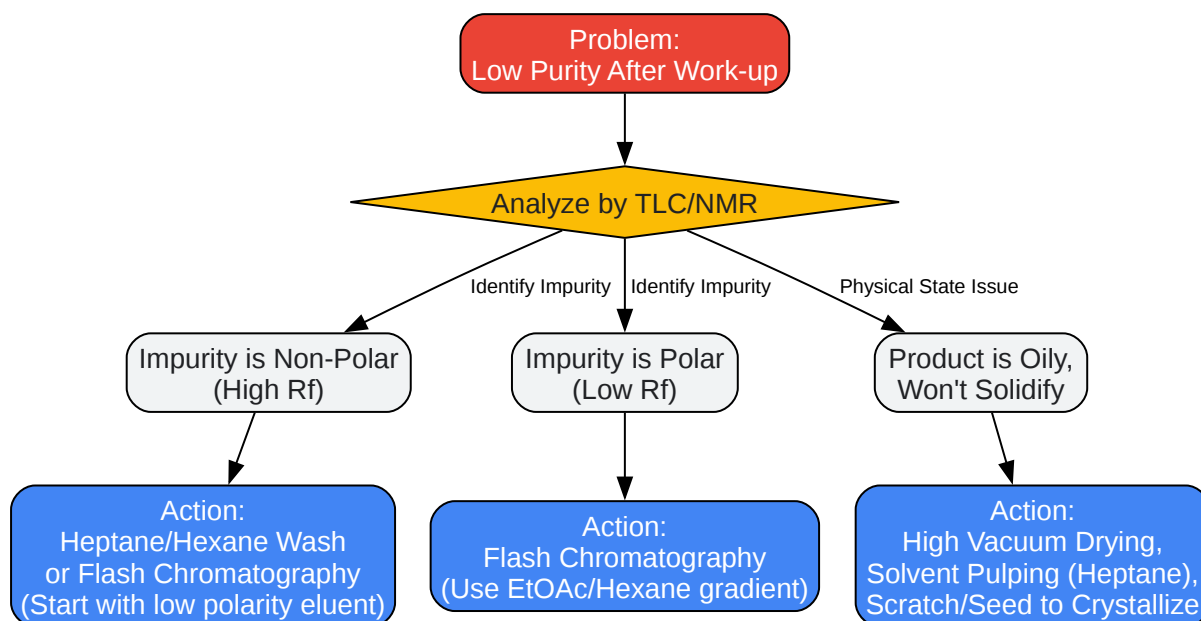 Problem:
Low Purity After Work-up
Analyze by TLC/NMR
Identify Impurity
Identify Impurity
Physical State Issue
Impurity is Non-Polar
(High Rf)
Impurity is Polar
(Low Rf)
Product is Oily,
Won't Solidify
Action:
Heptane/Hexane Wash
or Flash Chromatography
(Start with low polarity eluent)
Action:
Flash Chromatography
(Use EtOAc/Hexane gradient)
Action:
High Vacuum Drying,
Solvent Pulping (Heptane),
Scratch/Seed to Crystallize